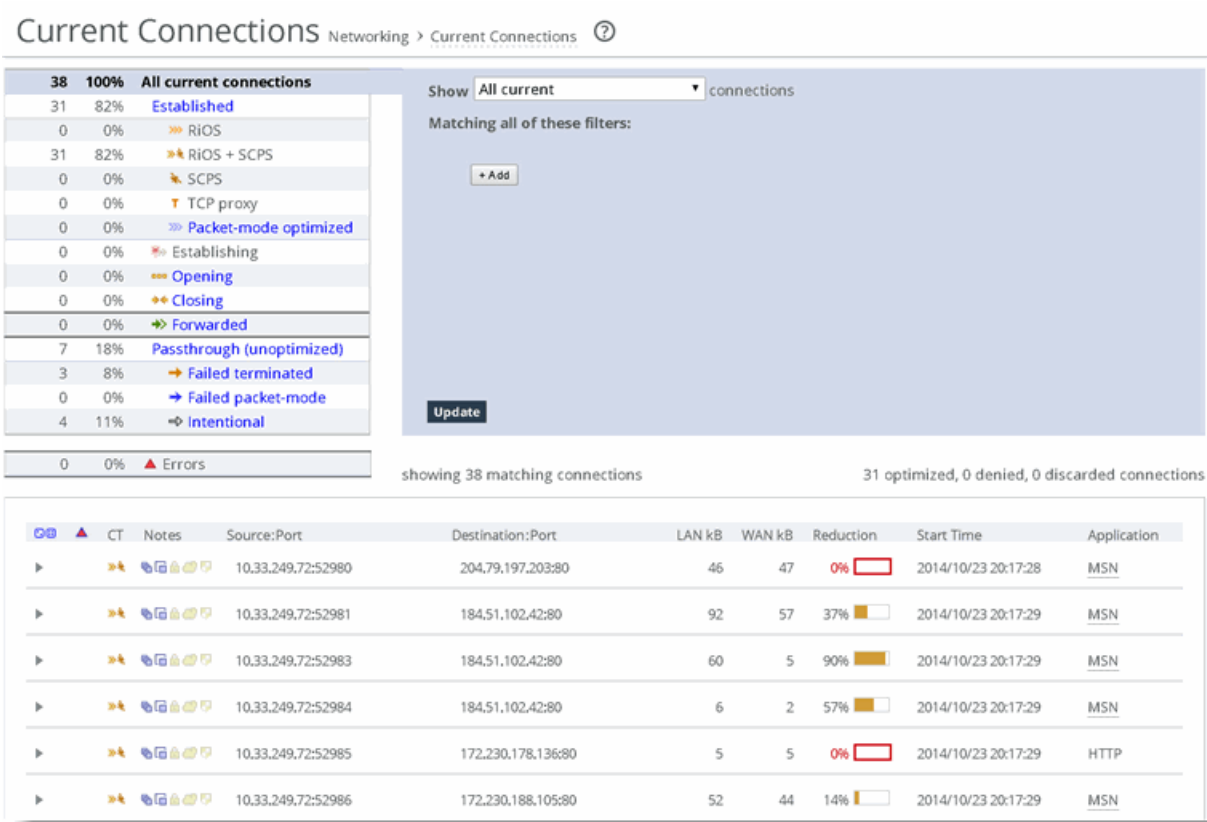 Current Connections Networking > Current Connections ?
38 100% All current connections
31 82% Established
0 0% RiOS
31 82% RiOS + SCPS
0 0% SCPS
0 0% T TCP proxy
0 0% Packet-mode optimized
0 0% Establishing
0 0% Opening
0 0% Closing
0 0% Forwarded
7 18% Passthrough (unoptimized)
3 8% Failed terminated
0 0% Failed packet-mode
4 11% Intentional
0 0% Errors
Show All current connections
Matching all of these filters:
+ Add
Update
showing 38 matching connections 31 optimized, 0 denied, 0 discarded connections
CT Notes Source:Port Destination:Port LAN kB WAN kB Reduction Start Time Application
10.33.249.72:52980 204.79.197.203:80 46 47 0% 2014/10/23 20:17:28 MSN
10.33.249.72:52981 184.51.102.42:80 92 57 37% 2014/10/23 20:17:29 MSN
10.33.249.72:52983 184.51.102.42:80 60 5 90% 2014/10/23 20:17:29 MSN
10.33.249.72:52984 184.51.102.42:80 6 2 57% 2014/10/23 20:17:29 MSN
10.33.249.72:52985 172.230.178.136:80 5 5 0% 2014/10/23 20:17:29 HTTP
10.33.249.72:52986 172.230.188.105:80 52 44 14% 2014/10/23 20:17:29 MSN